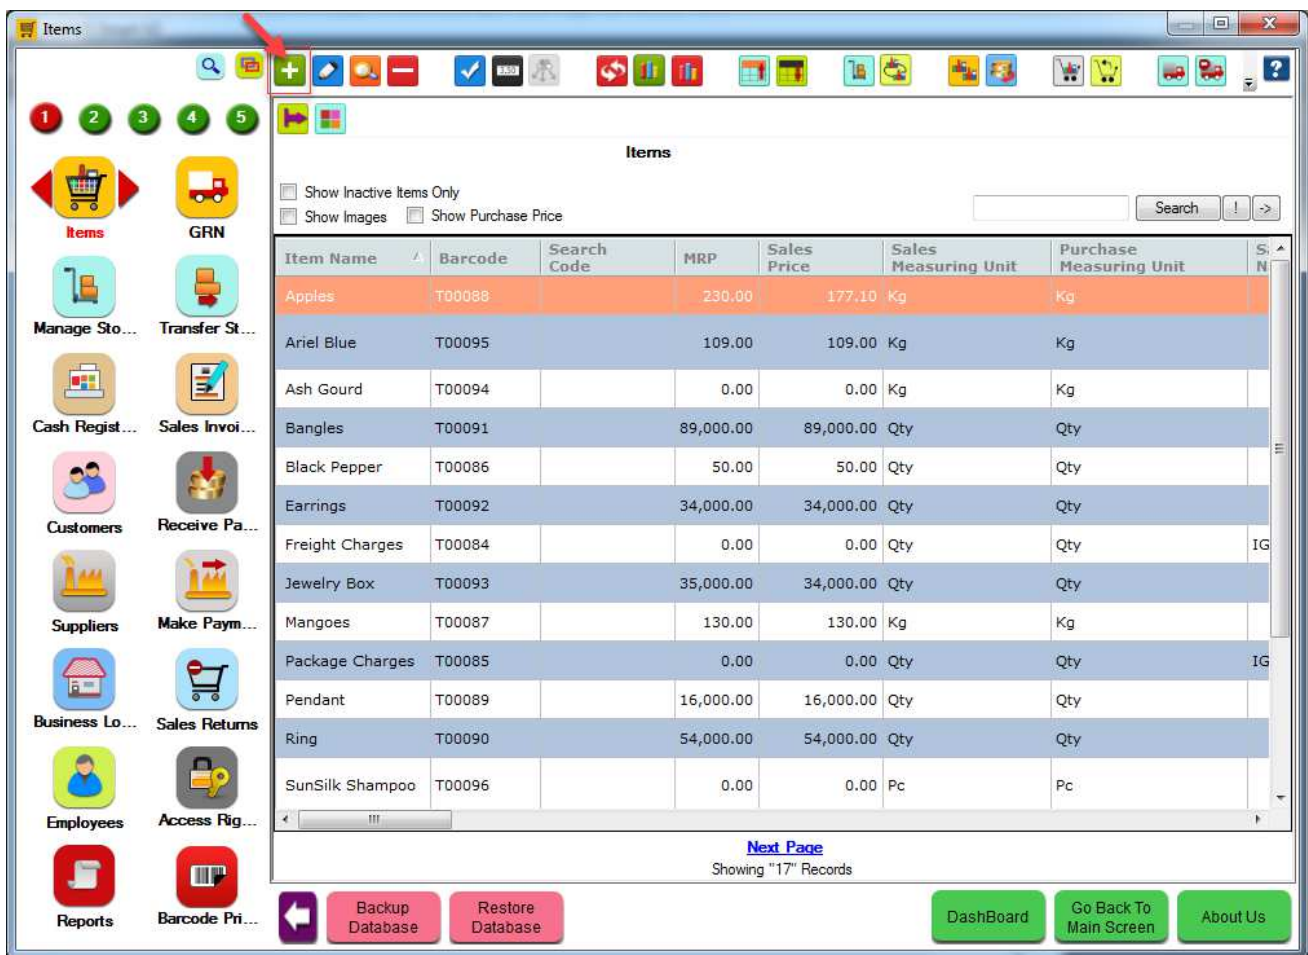 Items
3.50
?
1 2 3 4 5
Items
Show Inactive Items Only
Show Images Show Purchase Price
Search ! ->
Items GRN
Manage Sto... Transfer St...
Cash Regist... Sales Invoi...
Customers Receive Pa...
Suppliers Make Paym...
Business Lo... Sales Returns
Employees Access Rig...
Reports Barcode Pri...
Item Name Barcode Search Code MRP Sales Price Sales Measuring Unit Purchase Measuring Unit
Apples T00088 230.00 177.10 Kg Kg
Ariel Blue T00095 109.00 109.00 Kg Kg
Ash Gourd T00094 0.00 0.00 Kg Kg
Bangles T00091 89,000.00 89,000.00 Qty Qty
Black Pepper T00086 50.00 50.00 Qty Qty
Earrings T00092 34,000.00 34,000.00 Qty Qty
Freight Charges T00084 0.00 0.00 Qty Qty IG
Jewelry Box T00093 35,000.00 34,000.00 Qty Qty
Mangoes T00087 130.00 130.00 Kg Kg
Package Charges T00085 0.00 0.00 Qty Qty IG
Pendant T00089 16,000.00 16,000.00 Qty Qty
Ring T00090 54,000.00 54,000.00 Qty Qty
SunSilk Shampoo T00096 0.00 0.00 Pc Pc
Next Page
Showing "17" Records
Backup Database
Restore Database
DashBoard
Go Back To Main Screen
About Us